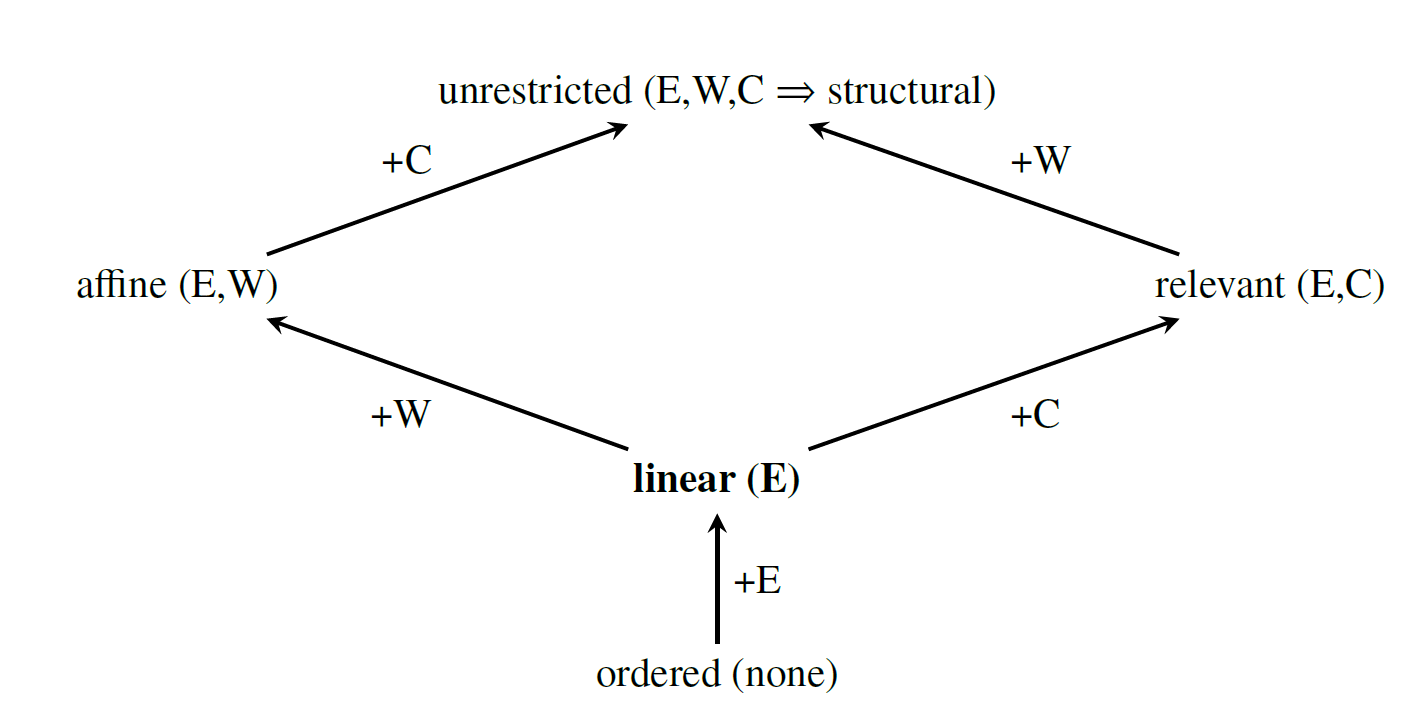 unrestricted (E,W,C ⇒ structural)
+C
+W
affine (E,W)
relevant (E,C)
+W
+C
linear (E)
+E
ordered (none)